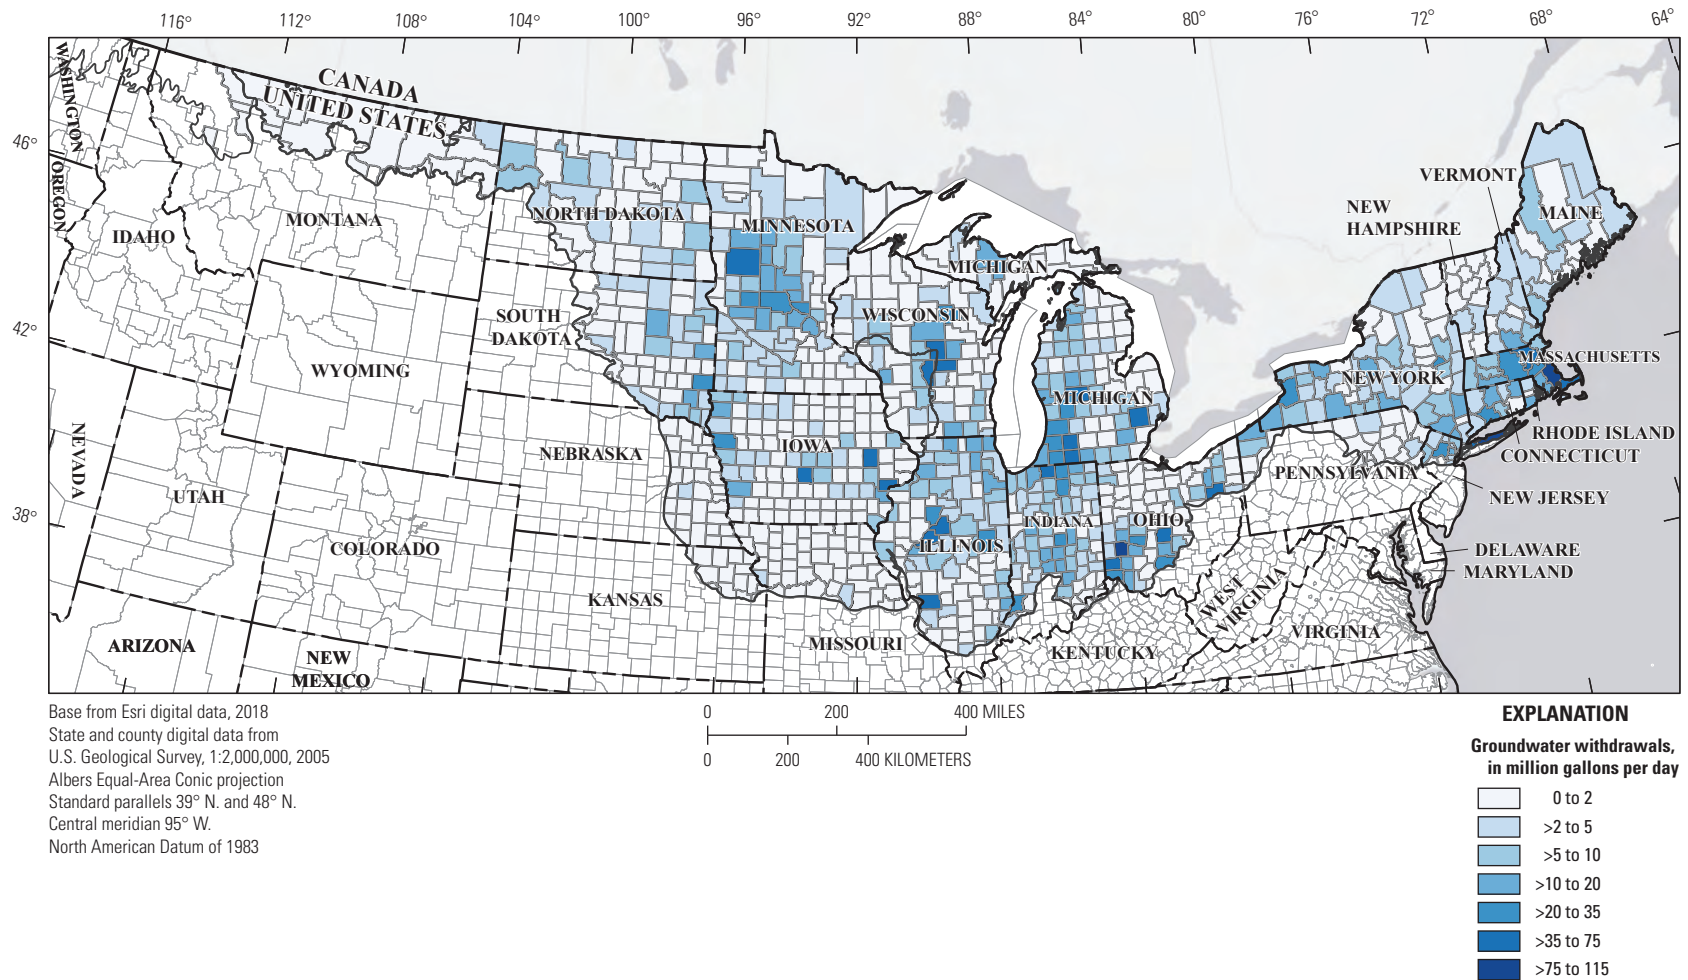 116° 112° 108° 104° 100° 96° 92° 88° 84° 80° 76° 72° 68° 64°
46°
42°
38°
WASHINGTON
OREGON
CANADA
UNITED STATES
IDAHO
MONTANA
NORTH DAKOTA
MINNESOTA
VERMONT
NEW
HAMPSHIRE
MAINE
MICHIGAN
SOUTH
DAKOTA
WISCONSIN
WYOMING
MASSACHUSETTS
NEW YORK
MICHIGAN
NEVADA
NEBRASKA
IOWA
RHODE ISLAND
CONNECTICUT
PENNSYLVANIA
UTAH
NEW JERSEY
COLORADO
ILLINOIS
INDIANA
OHIO
DELAWARE
MARYLAND
KANSAS
WEST
VIRGINIA
VIRGINIA
ARIZONA
NEW
MEXICO
MISSOURI
KENTUCKY
Base from Esri digital data, 2018
State and county digital data from
U.S. Geological Survey, 1:2,000,000, 2005
Albers Equal-Area Conic projection
Standard parallels 39° N. and 48° N.
Central meridian 95° W.
North American Datum of 1983
0 200 400 MILES
0 200 400 KILOMETERS
EXPLANATION
Groundwater withdrawals,
in million gallons per day
0 to 2
>2 to 5
>5 to 10
>10 to 20
>20 to 35
>35 to 75
>75 to 115